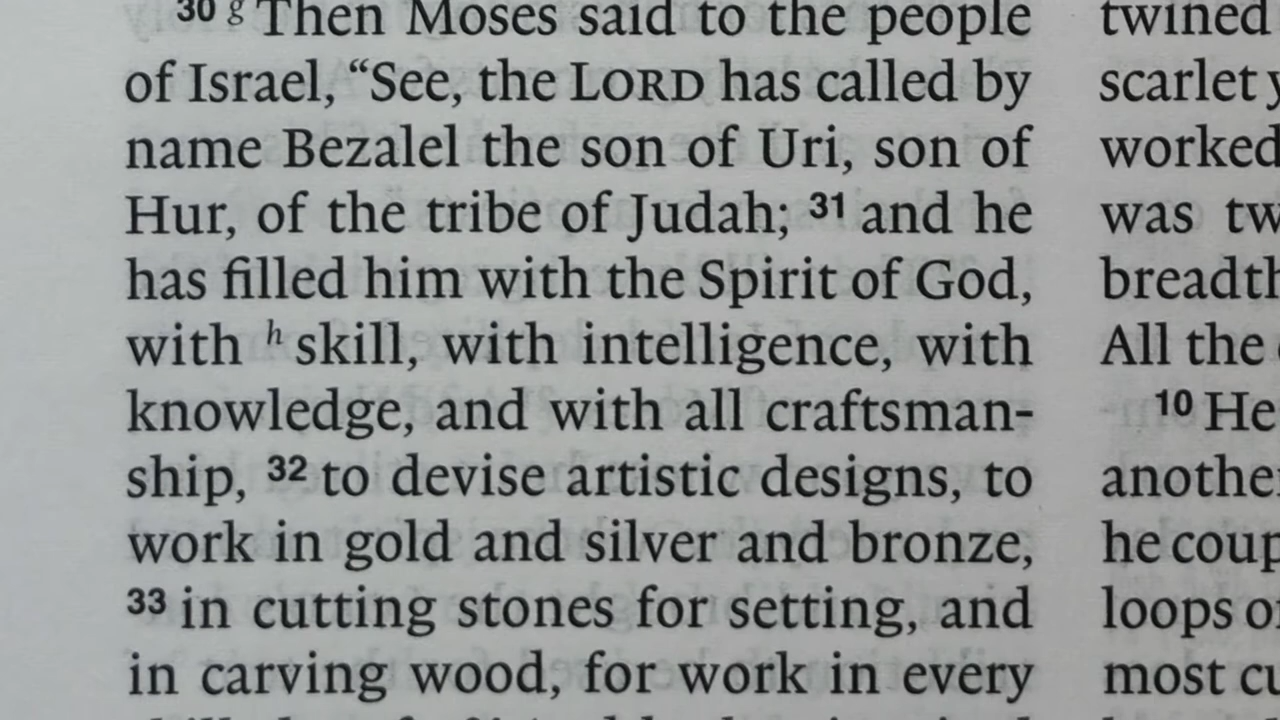 30 g Then Moses said to the people
of Israel, “See, the LORD has called by
name Bezalel the son of Uri, son of
Hur, of the tribe of Judah; 31 and he
has filled him with the Spirit of God,
with h skill, with intelligence, with
knowledge, and with all craftsman-
ship, 32 to devise artistic designs, to
work in gold and silver and bronze,
33 in cutting stones for setting, and
in carving wood, for work in every
twined
scarlet
worked
was tw
breadth
All the
10 He
another
he coup
loops
most cu